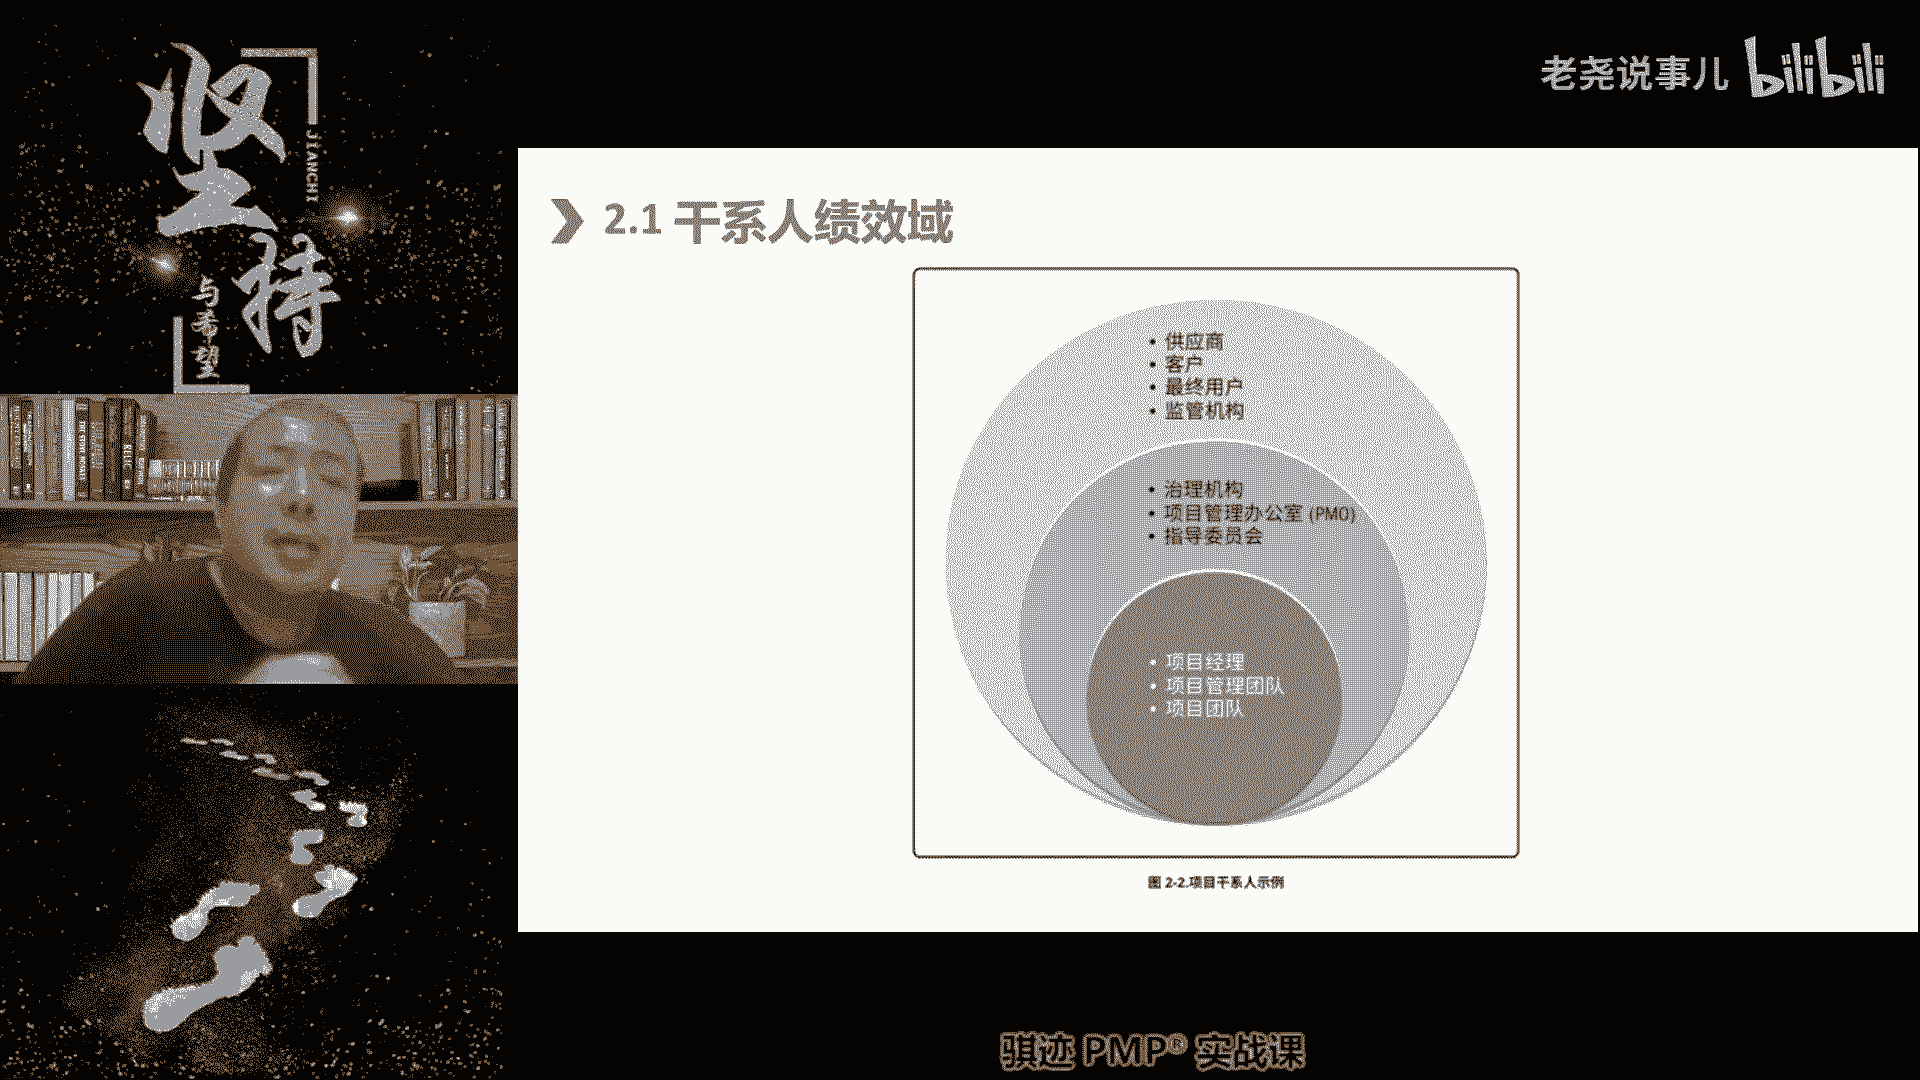 坚持
JIANCHI
与希望
老尧说事儿 bilibili
2.1 干系人绩效域
• 供应商
• 客户
• 最终用户
• 监管机构
• 治理机构
• 项目管理办公室 (PMO)
• 指导委员会
• 项目经理
• 项目管理团队
• 项目团队
图 2-2.项目干系人示例
骐迹 PMP® 实战课